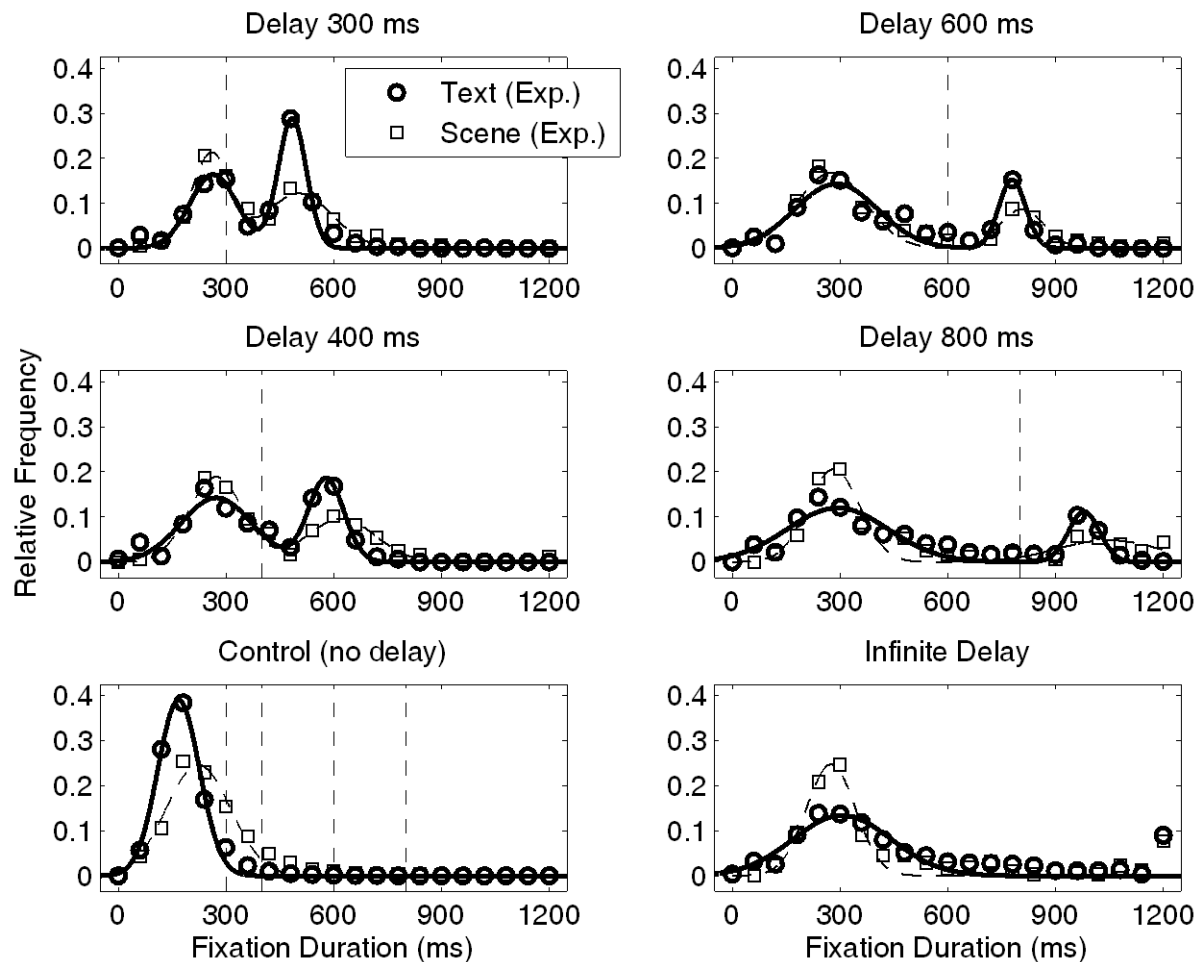 Delay 300 ms
0.4
0.3
0.2
0.1
0
0 300 600 900 1200
Text (Exp.)
Scene (Exp.)
Delay 600 ms
0.4
0.3
0.2
0.1
0
0 300 600 900 1200
Delay 400 ms
0.4
0.3
0.2
0.1
0
0 300 600 900 1200
Relative Frequency
Delay 800 ms
0.4
0.3
0.2
0.1
0
0 300 600 900 1200
Control (no delay)
0.4
0.3
0.2
0.1
0
0 300 600 900 1200
Fixation Duration (ms)
Infinite Delay
0.4
0.3
0.2
0.1
0
0 300 600 900 1200
Fixation Duration (ms)